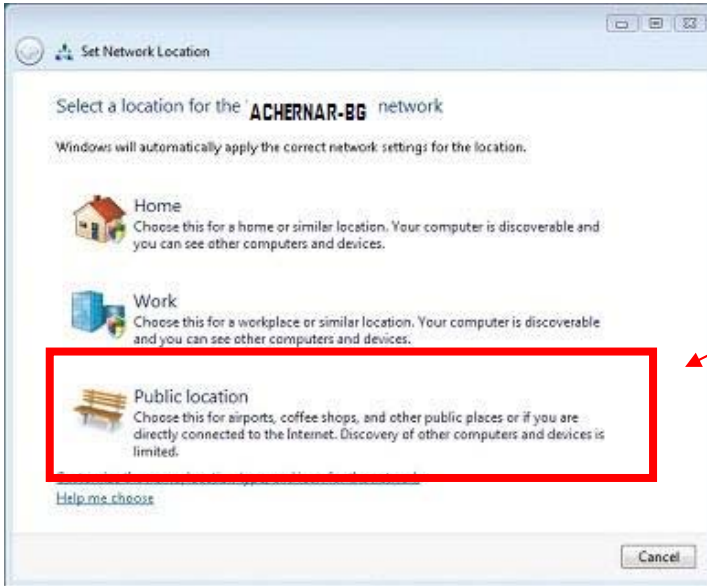 Set Network Location
Select a location for the ACHERNAR-BG network
Windows will automatically apply the correct network settings for the location.
Home
Choose this for a home or similar location. Your computer is discoverable and
you can see other computers and devices.
Work
Choose this for a workplace or similar location. Your computer is discoverable
and you can see other computers and devices.
Public location
Choose this for airports, coffee shops, and other public places or if you are
directly connected to the Internet. Discovery of other computers and devices is
limited.
Help me choose
Cancel